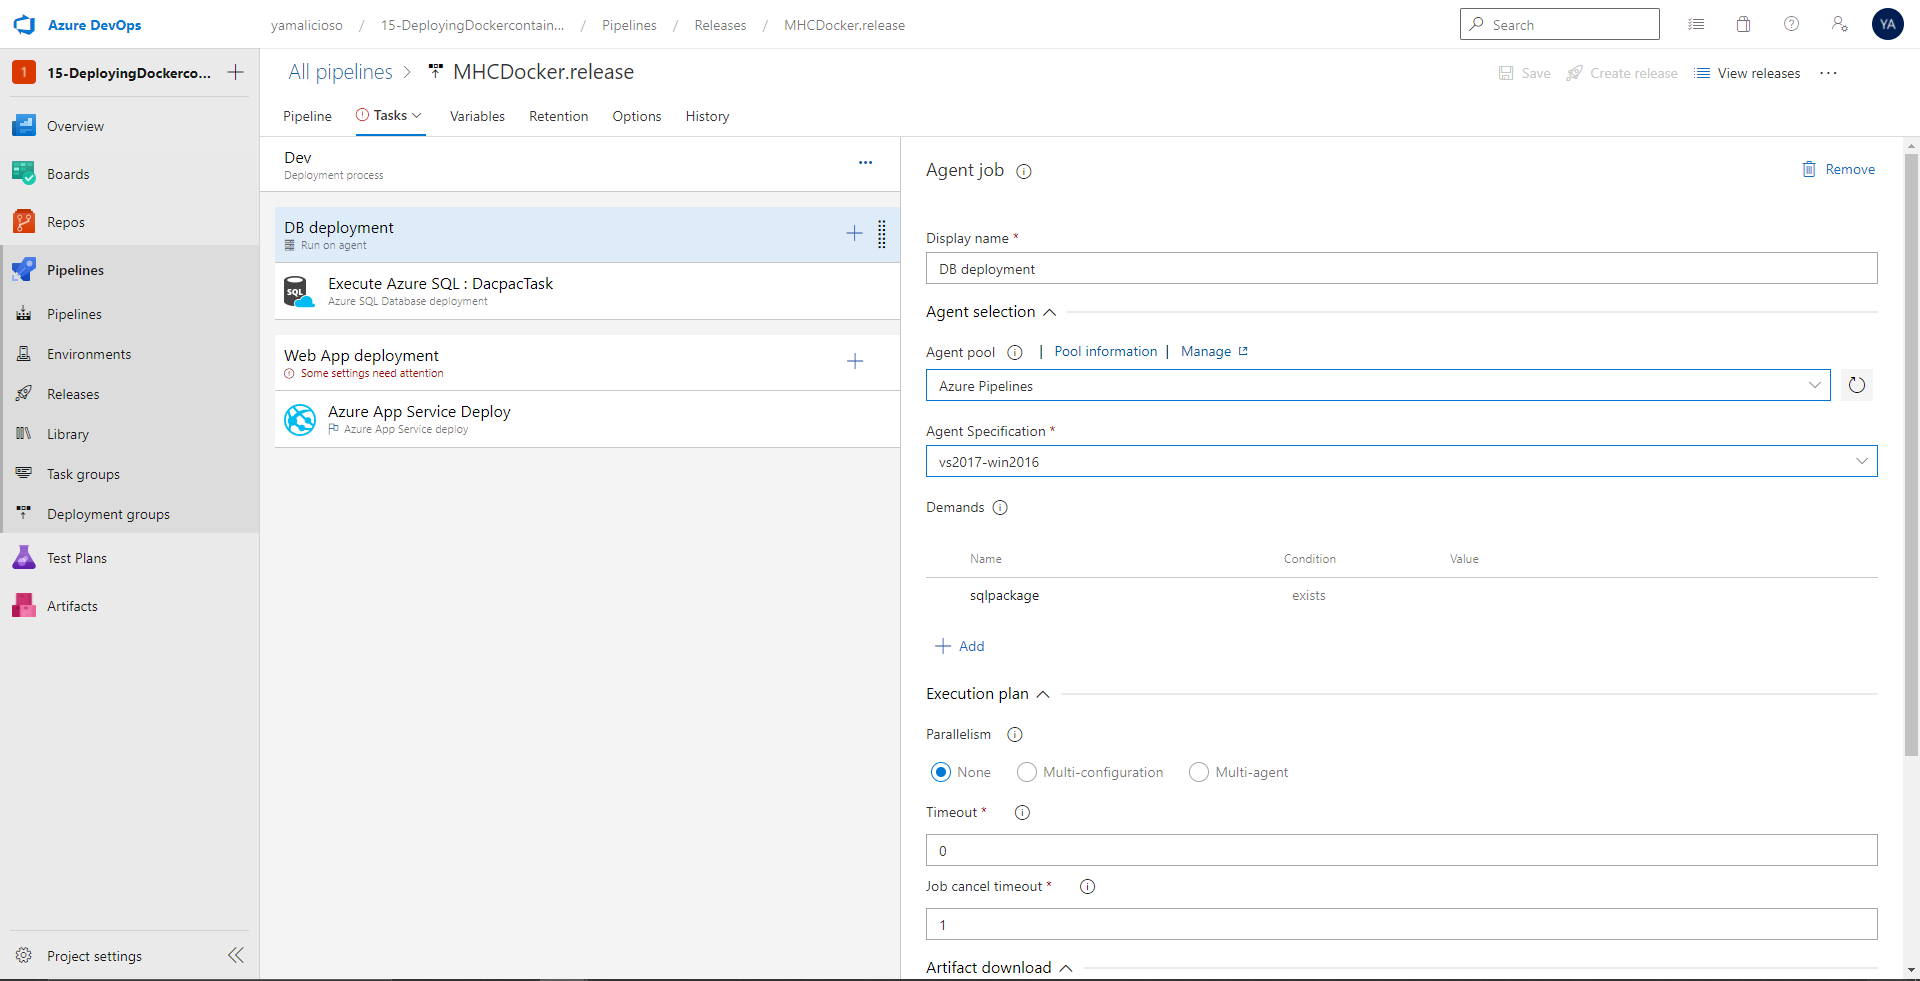 Azure DevOps
yamalicioso / 15-DeployingDockercontain... / Pipelines / Releases / MHCDocker.release
Search
YA
1 15-DeployingDockerco...
Overview
Boards
Repos
Pipelines
Pipelines
Environments
Releases
Library
Task groups
Deployment groups
Test Plans
Artifacts
Project settings
All pipelines > MHCDocker.release
Save
Create release
View releases
Pipeline
Tasks
Variables
Retention
Options
History
Dev
Deployment process
DB deployment
Run on agent
SQL
Execute Azure SQL : DacpacTask
Azure SQL Database deployment
Web App deployment
Some settings need attention
Azure App Service Deploy
Azure App Service deploy
Agent job
Remove
Display name *
DB deployment
Agent selection
Agent pool | Pool information | Manage
Azure Pipelines
Agent Specification *
vs2017-win2016
Demands
Name Condition Value
sqlpackage exists
Add
Execution plan
Parallelism
None Multi-configuration Multi-agent
Timeout *
0
Job cancel timeout *
1
Artifact download